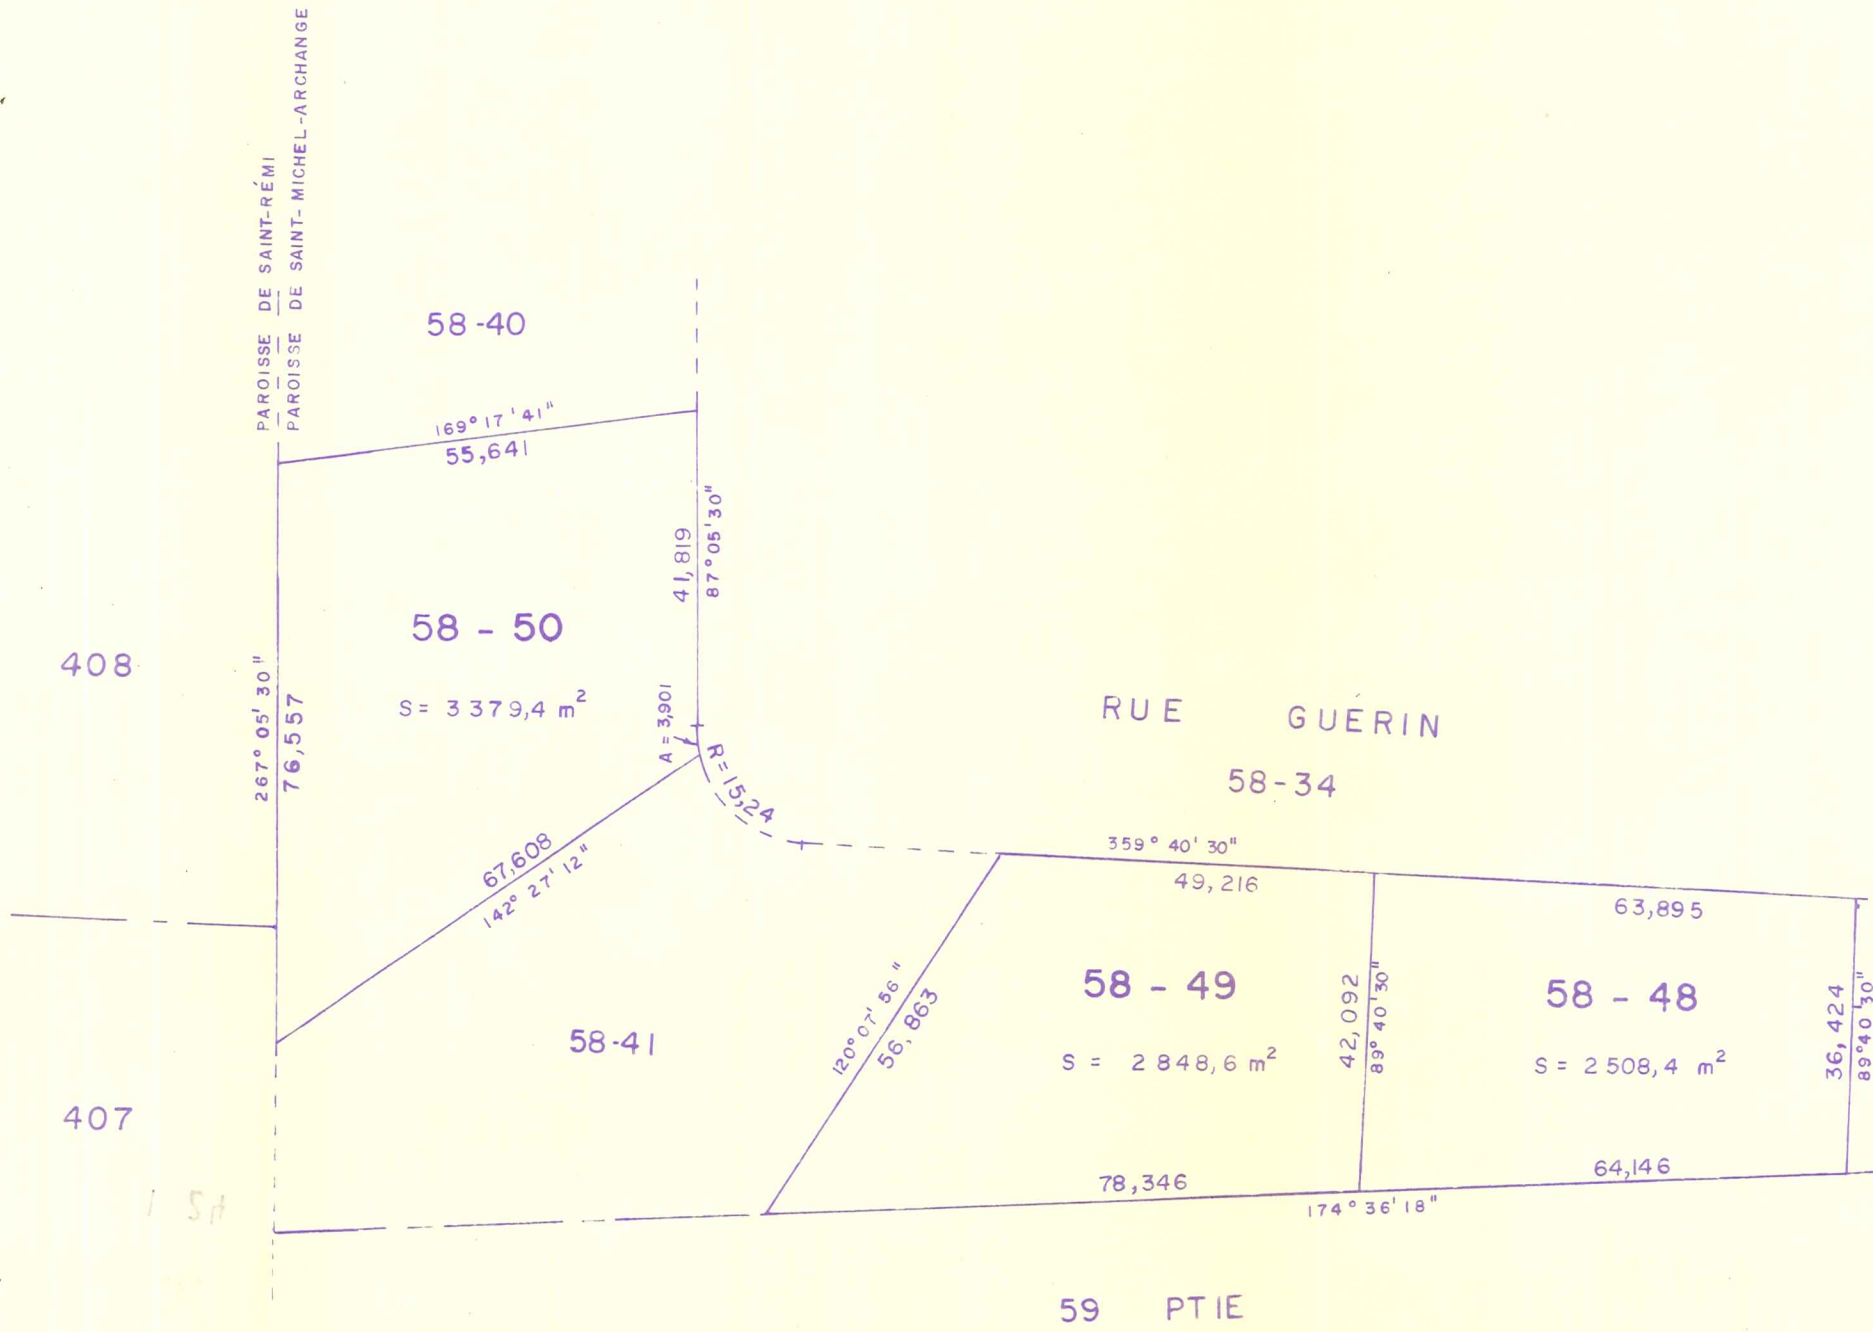 PAROISSE DE SAINT-RÉMI
PAROISSE DE SAINT-MICHEL-ARCHANGE
58-40
169° 17' 41"
55,641
41,819
87° 05' 30"
58 - 50
S = 3 379,4 m²
408
267° 05' 30"
76,557
A = 3,901
R = 15,24
RUE GUÉRIN
58-34
67,608
142° 27' 12"
359° 40' 30"
49,216
63,895
58-41
120° 07' 56"
56,863
58 - 49
S = 2 848,6 m²
42,092
89° 40' 30"
58 - 48
S = 2 508,4 m²
36,424
89° 40' 30"
407
78,346
64,146
174° 36' 18"
59 PTIE